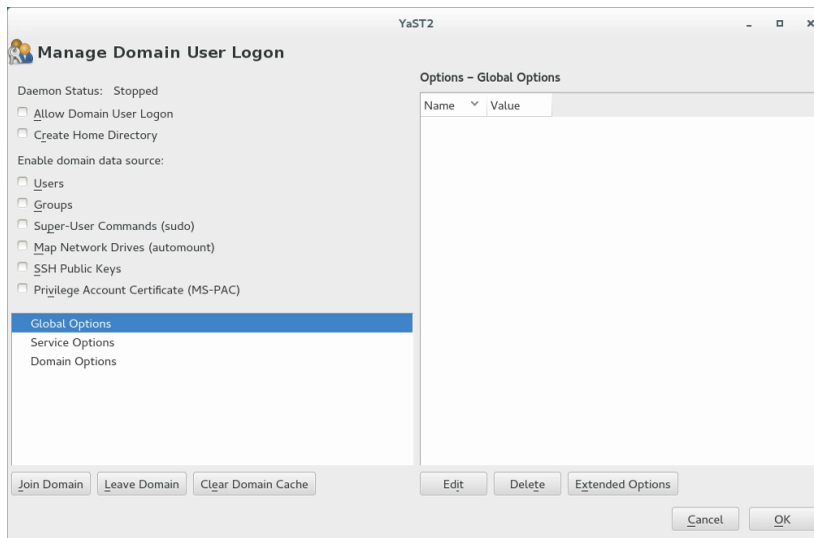 YaST2
Manage Domain User Logon
Daemon Status: Stopped
Allow Domain User Logon
Create Home Directory
Enable domain data source:
Users
Groups
Super-User Commands (sudo)
Map Network Drives (automount)
SSH Public Keys
Privilege Account Certificate (MS-PAC)
Global Options
Service Options
Domain Options
Join Domain Leave Domain Clear Domain Cache
Options – Global Options
Name Value
Edit Delete Extended Options
Cancel OK